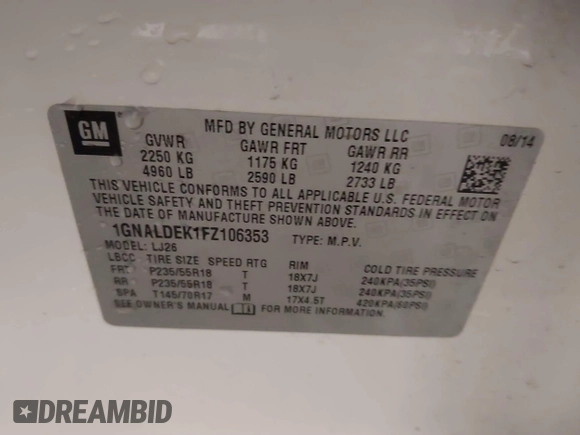 GM
MFD BY GENERAL MOTORS LLC
08/14
GVWR GAWR FRT GAWR RR
2250 KG 1175 KG 1240 KG
4960 LB 2590 LB 2733 LB
THIS VEHICLE CONFORMS TO ALL APPLICABLE U.S. FEDERAL MOTOR
VEHICLE SAFETY AND THEFT PREVENTION STANDARDS IN EFFECT ON
THE DATE OF MANUFACTURE SHOWN ABOVE.
1GNALDEK1FZ106353 TYPE: M.P.V.
MODEL: LJ26
LBCC TIRE SIZE SPEED RTG RIM COLD TIRE PRESSURE
FRT P235/55R18 T 18X7J 240KPA(35PSI)
RR P235/55R18 T 18X7J 240KPA(35PSI)
SPA T145/70R17 M 17X4.5T 420KPA(60PSI)
SEE OWNER'S MANUAL FOR MORE INFORMATION.
DREAMBID